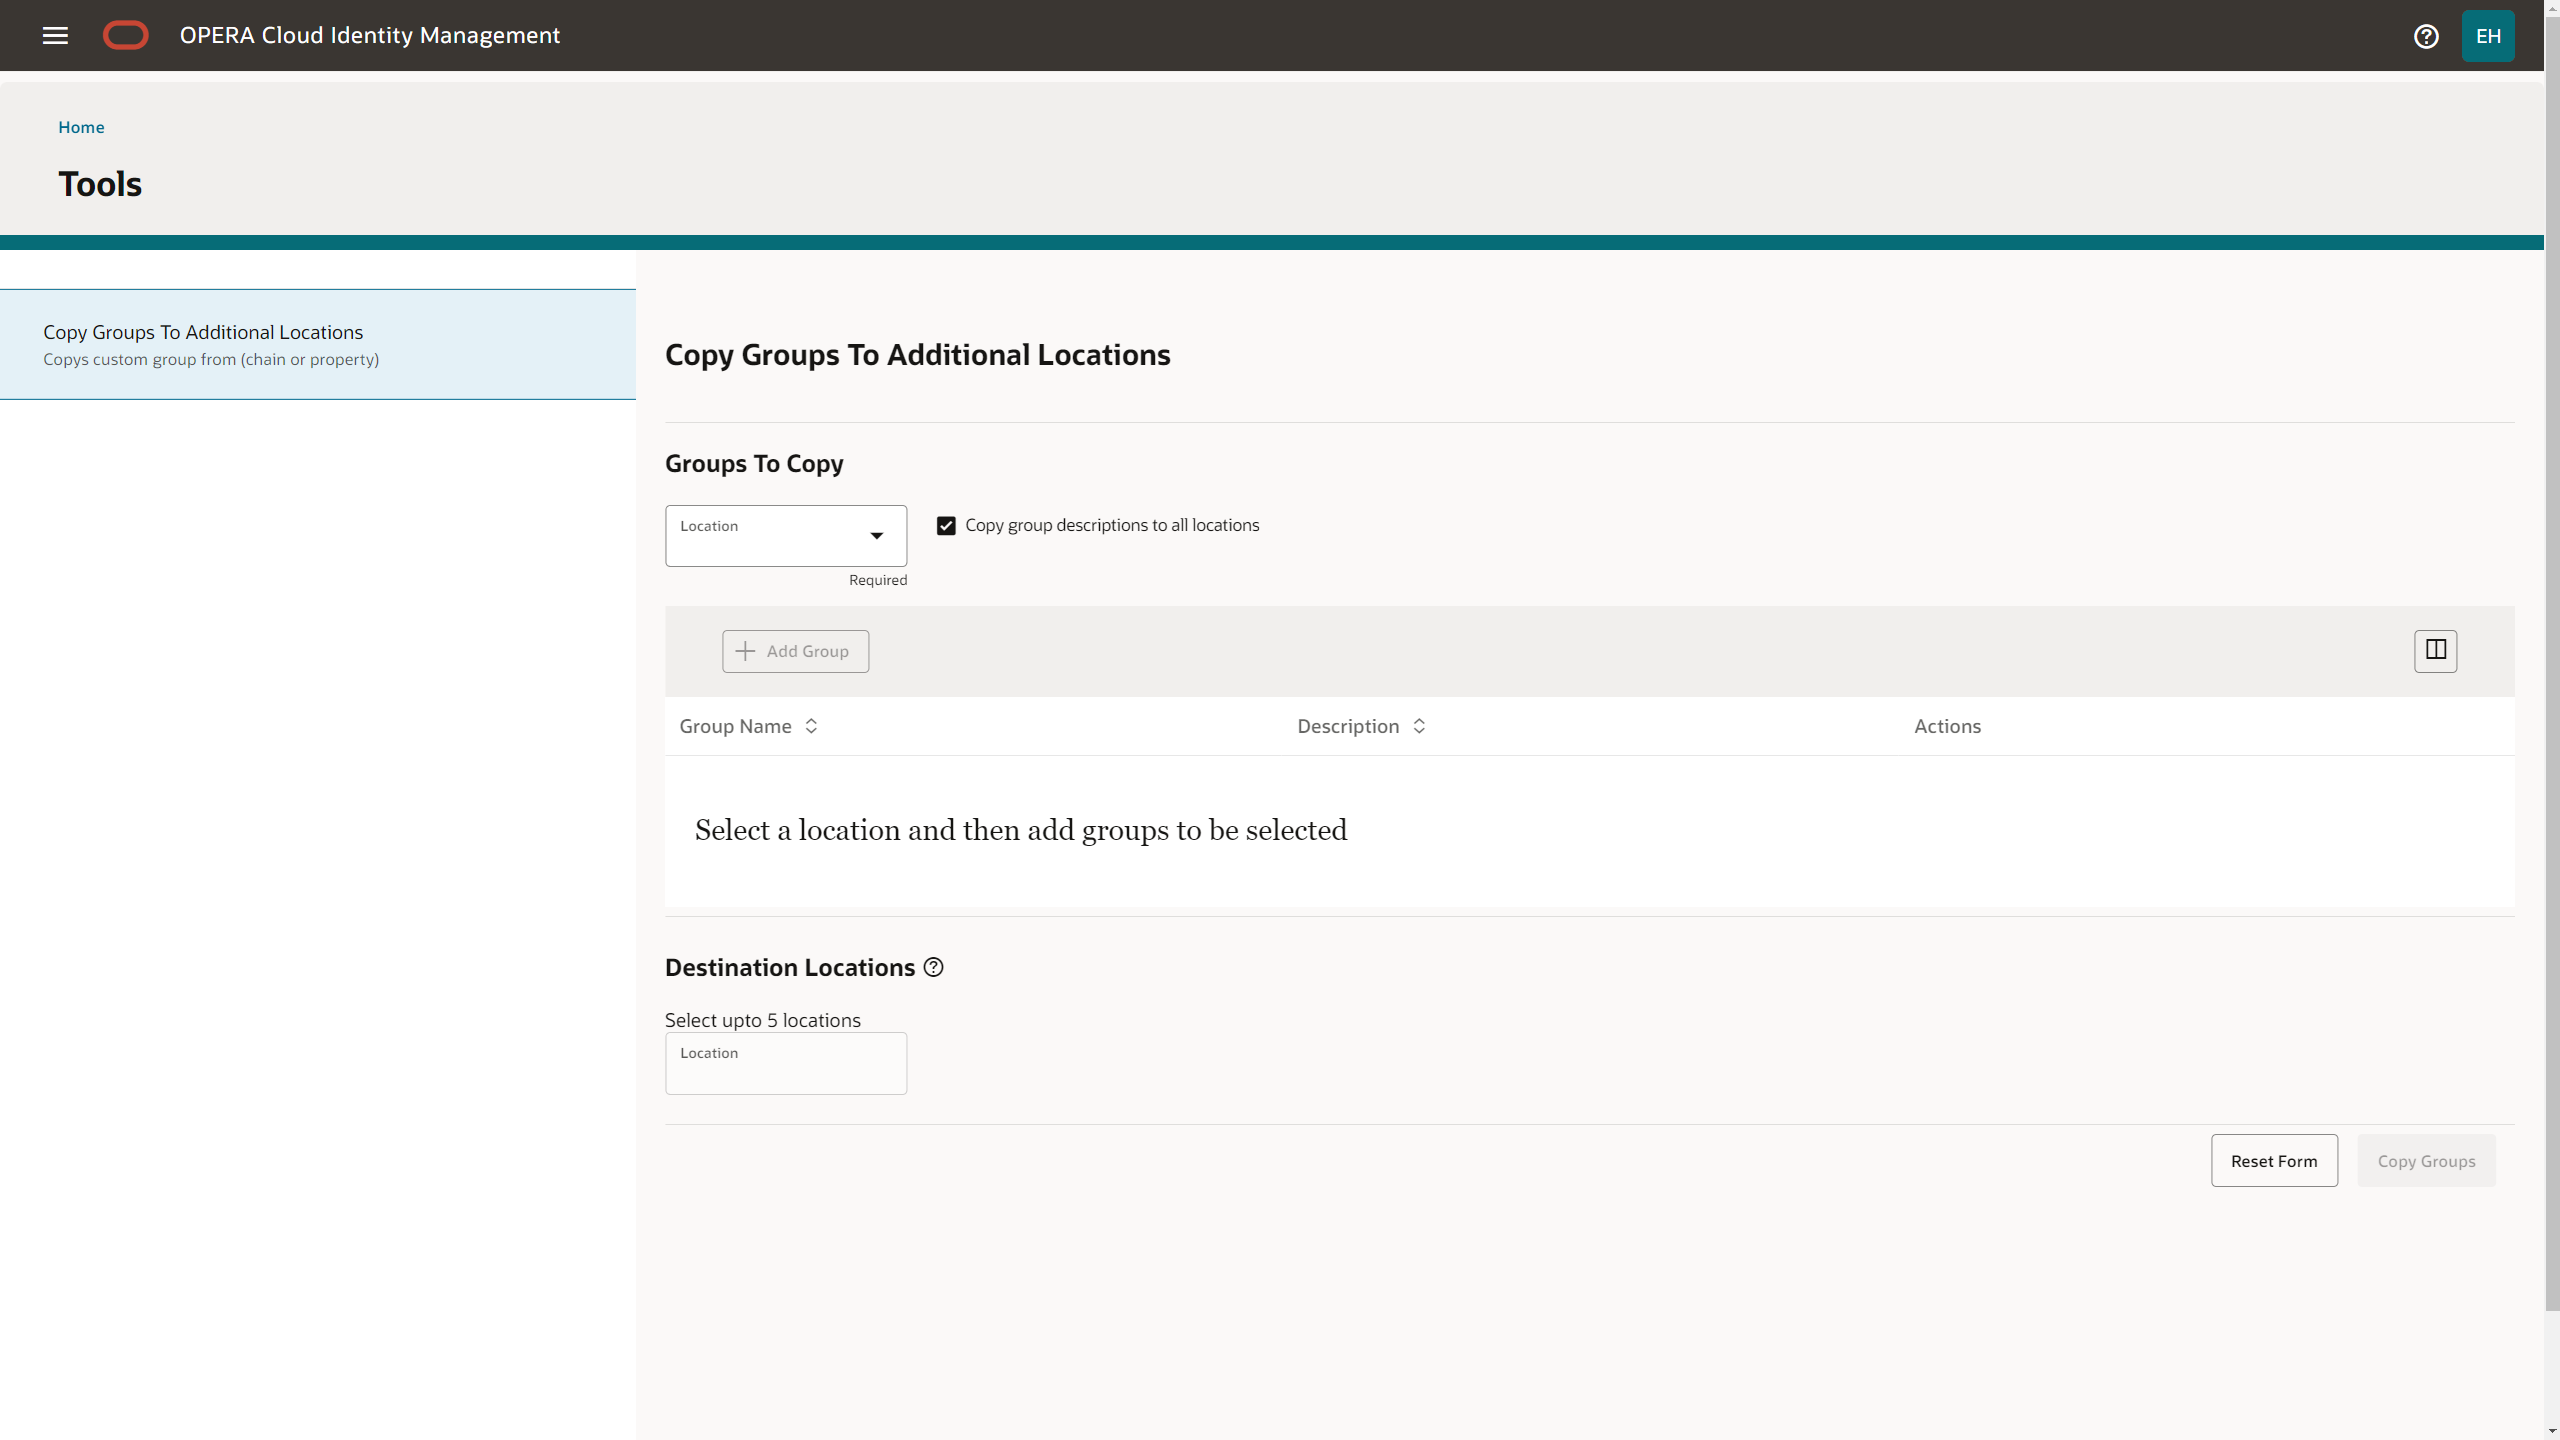 OPERA Cloud Identity Management
EH
Home
Tools
Copy Groups To Additional Locations
Copys custom group from (chain or property)
Copy Groups To Additional Locations
Groups To Copy
Location
Copy group descriptions to all locations
Required
Add Group
Group Name
Description
Actions
Select a location and then add groups to be selected
Destination Locations
Select upto 5 locations
Location
Reset Form
Copy Groups